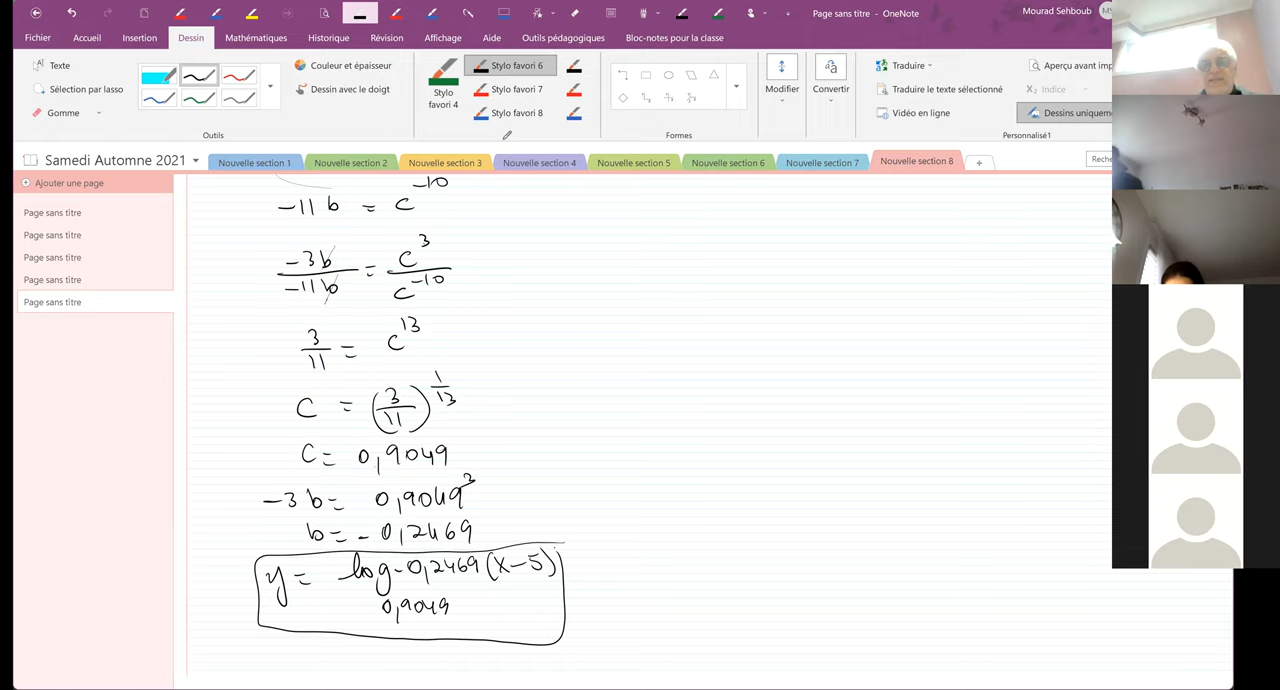 Page sans titre - OneNote
Mourad Sehboub
MS
Fichier Accueil Insertion Dessin Mathématiques Historique Révision Affichage Aide Outils pédagogiques Bloc-notes pour la classe
Texte
Sélection par lasso
Gomme
Outils
Couleur et épaisseur
Dessin avec le doigt
Stylo favori 4
Stylo favori 6
Stylo favori 7
Stylo favori 8
Formes
Modifier
Convertir
Traduire
Traduire le texte sélectionné
Vidéo en ligne
Aperçu avant imp
Indice
Dessins uniqueme
Personnalisé1
Samedi Automne 2021
Nouvelle section 1 Nouvelle section 2 Nouvelle section 3 Nouvelle section 4 Nouvelle section 5 Nouvelle section 6 Nouvelle section 7 Nouvelle section 8 +
Reche
Ajouter une page
Page sans titre
Page sans titre
Page sans titre
Page sans titre
Page sans titre
-11b = c^-10
-3b/-11b = c^3/c^-10
3/11 = c^13
C = (3/11)^1/13
C = 0,9049
-3b = 0,9049^3
b = -0,2469
y = log -0,2469(x-5)
0,9049